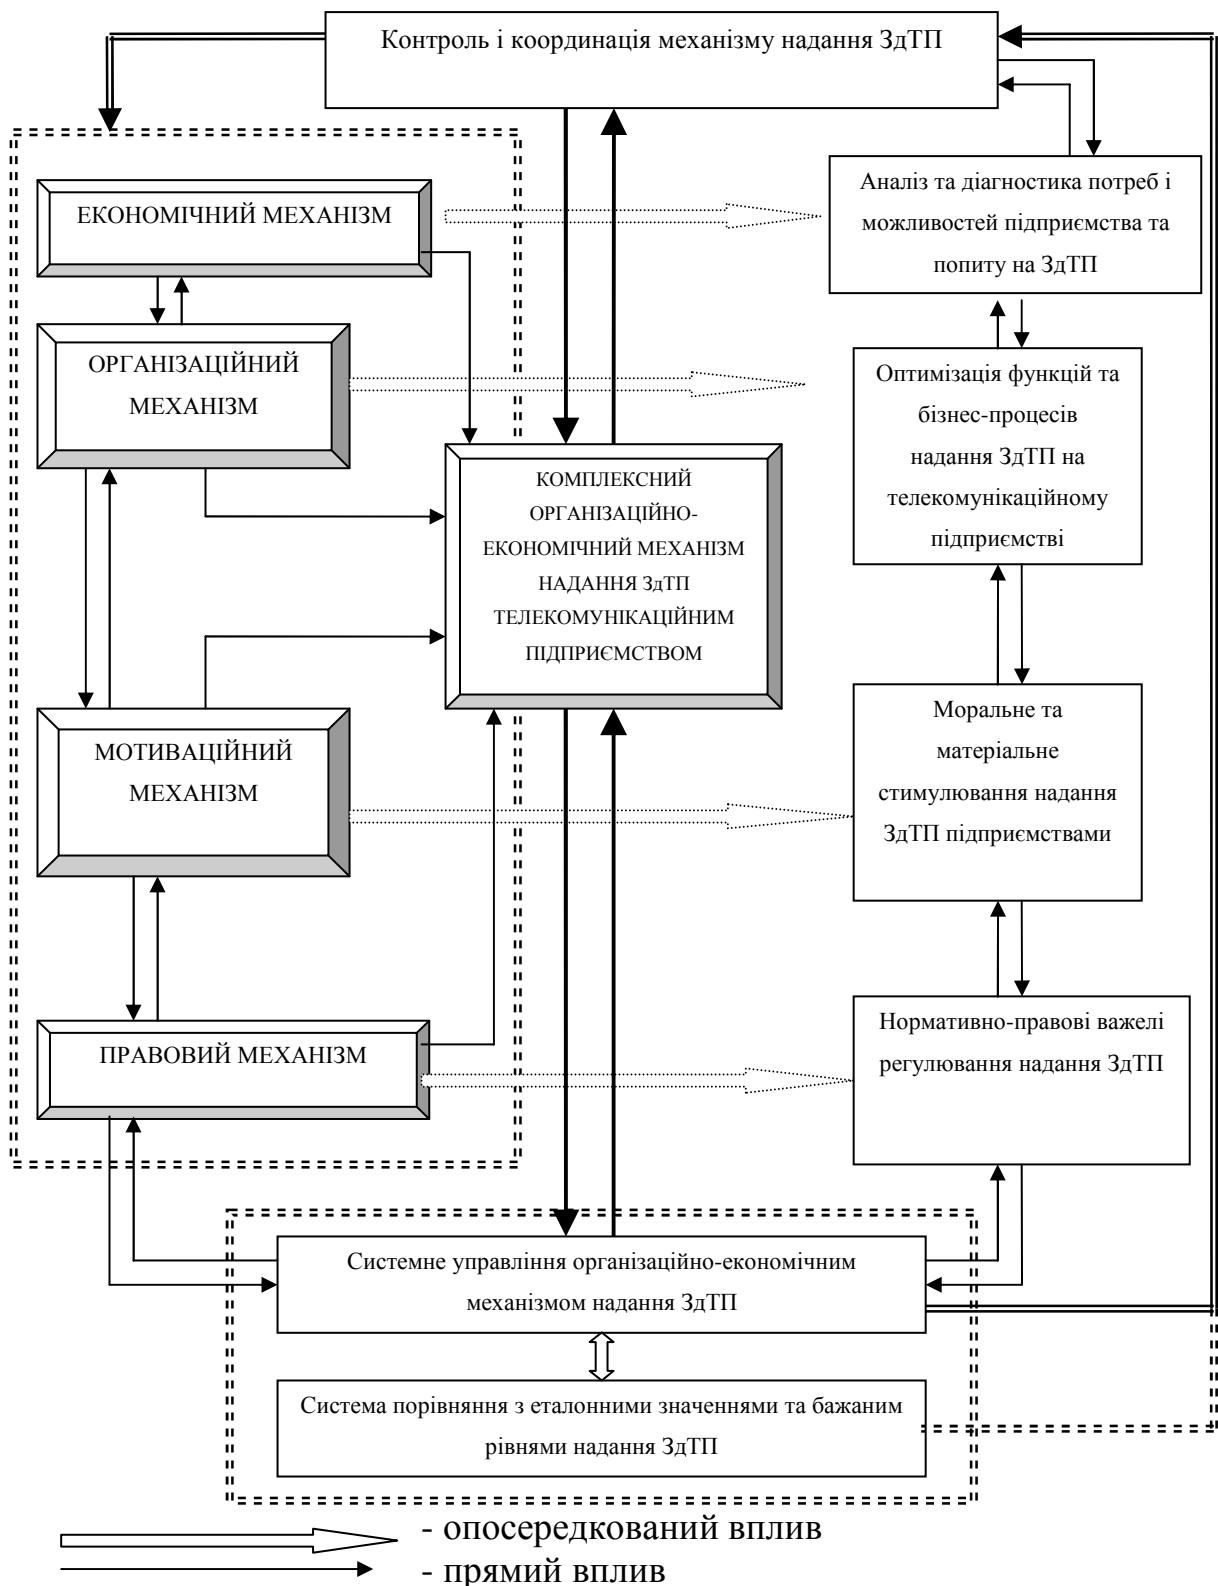 Контроль і координація механізму надання ЗдТП
ЕКОНОМІЧНИЙ МЕХАНІЗМ
ОРГАНІЗАЦІЙНИЙ
МЕХАНІЗМ
МОТИВАЦІЙНИЙ
МЕХАНІЗМ
ПРАВОВИЙ МЕХАНІЗМ
КОМПЛЕКСНИЙ
ОРГАНІЗАЦІЙНО-
ЕКОНОМІЧНИЙ МЕХАНІЗМ
НАДАННЯ ЗдТП
ТЕЛЕКОМУНІКАЦІЙНИМ
ПІДПРИЄМСТВОМ
Аналіз та діагностика потреб і
можливостей підприємства та
попиту на ЗдТП
Оптимізація функцій та
бізнес-процесів
надання ЗдТП на
телекомунікаційному
підприємстві
Моральне та
матеріальне
стимулювання надання
ЗдТП підприємствами
Нормативно-правові важелі
регулювання надання ЗдТП
Системне управління організаційно-економічним
механізмом надання ЗдТП
Система порівняння з еталонними значеннями та бажаним
рівнями надання ЗдТП
- опосередкований вплив
- прямий вплив